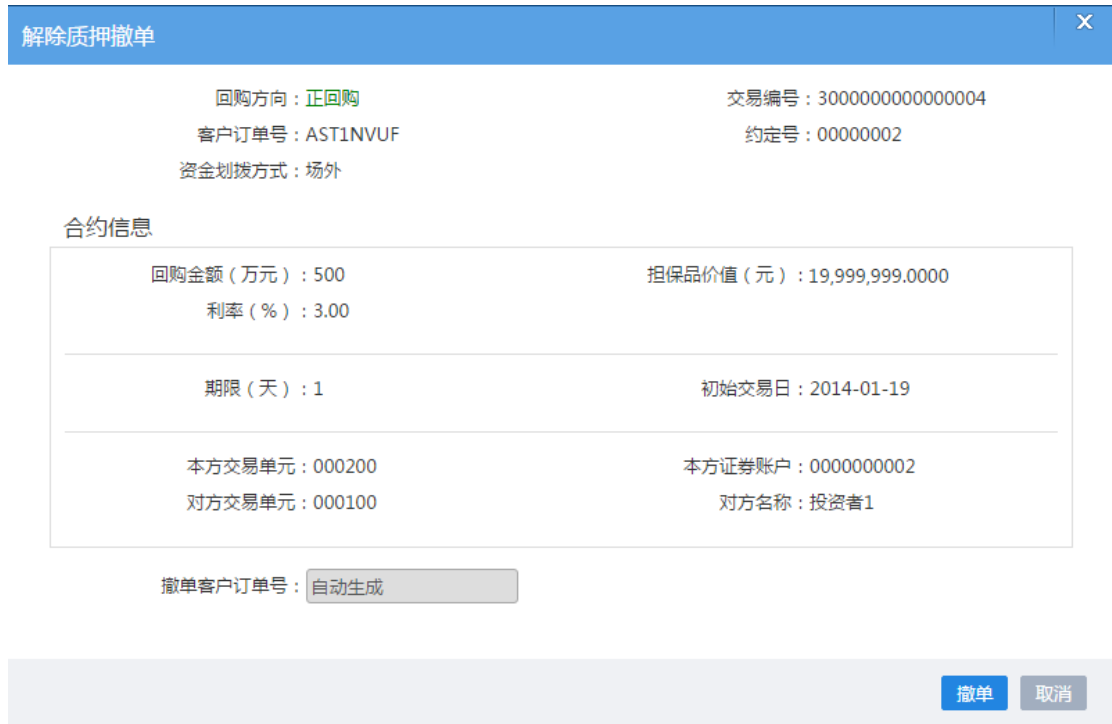 解除质押撤单
X
回购方向：正回购 交易编号：3000000000000004
客户订单号：AST1NVUF 约定号：00000002
资金划拨方式：场外
合约信息
回购金额（万元）：500 担保品价值（元）：19,999,999.0000
利率（%）：3.00
期限（天）：1 初始交易日：2014-01-19
本方交易单元：000200 本方证券账户：0000000002
对方交易单元：000100 对方名称：投资者1
撤单客户订单号：自动生成
撤单 取消